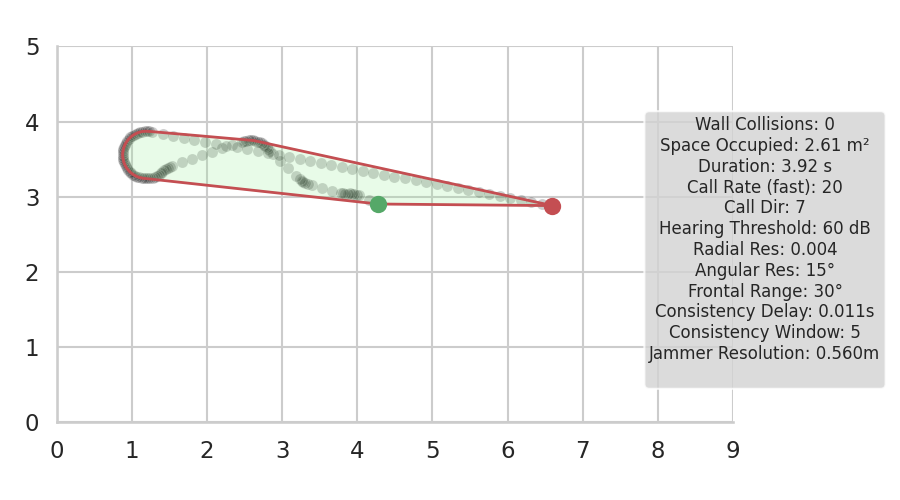 5
4
3
2
1
0
0 1 2 3 4 5 6 7 8 9
Wall Collisions: 0
Space Occupied: 2.61 m²
Duration: 3.92 s
Call Rate (fast): 20
Call Dir: 7
Hearing Threshold: 60 dB
Radial Res: 0.004
Angular Res: 15°
Frontal Range: 30°
Consistency Delay: 0.011s
Consistency Window: 5
Jammer Resolution: 0.560m